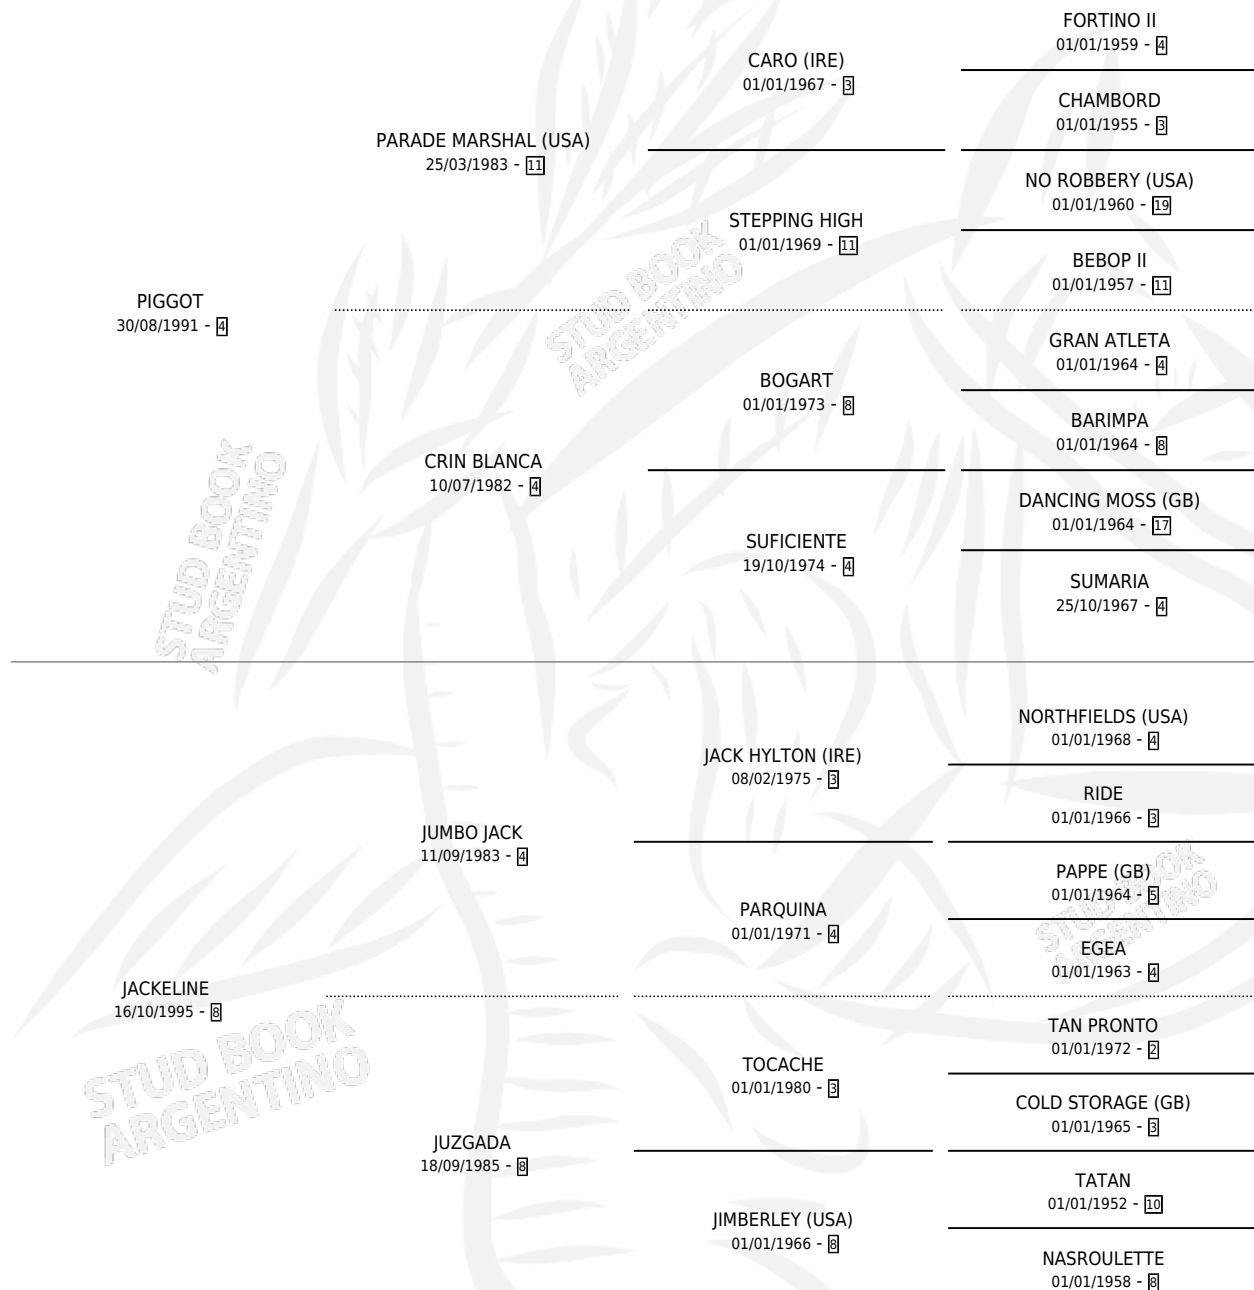 FORTINO II
01/01/1959 - 4
CARO (IRE)
01/01/1967 - 3
CHAMBORD
01/01/1955 - 3
PARADE MARSHAL (USA)
25/03/1983 - 11
NO ROBBERY (USA)
01/01/1960 - 19
STEPPING HIGH
01/01/1969 - 11
BEBOP II
01/01/1957 - 11
PIGGOT
30/08/1991 - 4
GRAN ATLETA
01/01/1964 - 4
BOGART
01/01/1973 - 8
BARIMPA
01/01/1964 - 8
CRIN BLANCA
10/07/1982 - 4
DANCING MOSS (GB)
01/01/1964 - 17
SUFICIENTE
19/10/1974 - 4
SUMARIA
25/10/1967 - 4
NORTHFIELDS (USA)
01/01/1968 - 4
JACK HYLTON (IRE)
08/02/1975 - 3
RIDE
01/01/1966 - 3
JUMBO JACK
11/09/1983 - 4
PAPPE (GB)
01/01/1964 - 5
PARQUINA
01/01/1971 - 4
EGEA
01/01/1963 - 4
JACKELINE
16/10/1995 - 8
TAN PRONTO
01/01/1972 - 2
TOCACHE
01/01/1980 - 3
COLD STORAGE (GB)
01/01/1965 - 3
JUZGADA
18/09/1985 - 8
TATAN
01/01/1952 - 10
JIMBERLEY (USA)
01/01/1966 - 8
NASROULETTE
01/01/1958 - 8
STUD BOOK
ARGENTINO
STUD BOOK
ARGENTINO
STUD BOOK
ARGENTINO
STUD BOOK
ARGENTINO